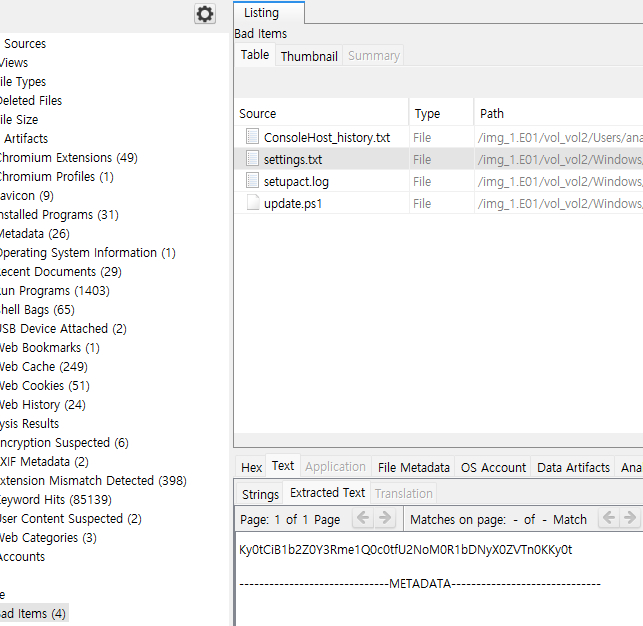 Listing
Bad Items
Table Thumbnail Summary
Source Type Path
ConsoleHost_history.txt File /img_1.E01/vol_vol2/Users/ana
settings.txt File /img_1.E01/vol_vol2/Windows,
setupact.log File /img_1.E01/vol_vol2/Windows,
update.ps1 File /img_1.E01/vol_vol2/Windows,
Sources
Views
ile Types
Deleted Files
ile Size
Artifacts
Chromium Extensions (49)
Chromium Profiles (1)
avicon (9)
nstalled Programs (31)
Metadata (26)
Operating System Information (1)
Recent Documents (29)
Run Programs (1403)
hell Bags (65)
USB Device Attached (2)
Web Bookmarks (1)
Web Cache (249)
Web Cookies (51)
Web History (24)
ysis Results
ncryption Suspected (6)
XIF Metadata (2)
xtension Mismatch Detected (398)
Keyword Hits (85139)
User Content Suspected (2)
Web Categories (3)
Accounts
e
ad Items (4)
Hex Text Application File Metadata OS Account Data Artifacts Ana
Strings Extracted Text Translation
Page: 1 of 1 Page Matches on page: - of - Match
Ky0tCiB1b2Z0Y3Rme1Q0c0tfU2NoM0R1bDNyX0ZVTn0KKy0t
------------------------------METADATA------------------------------